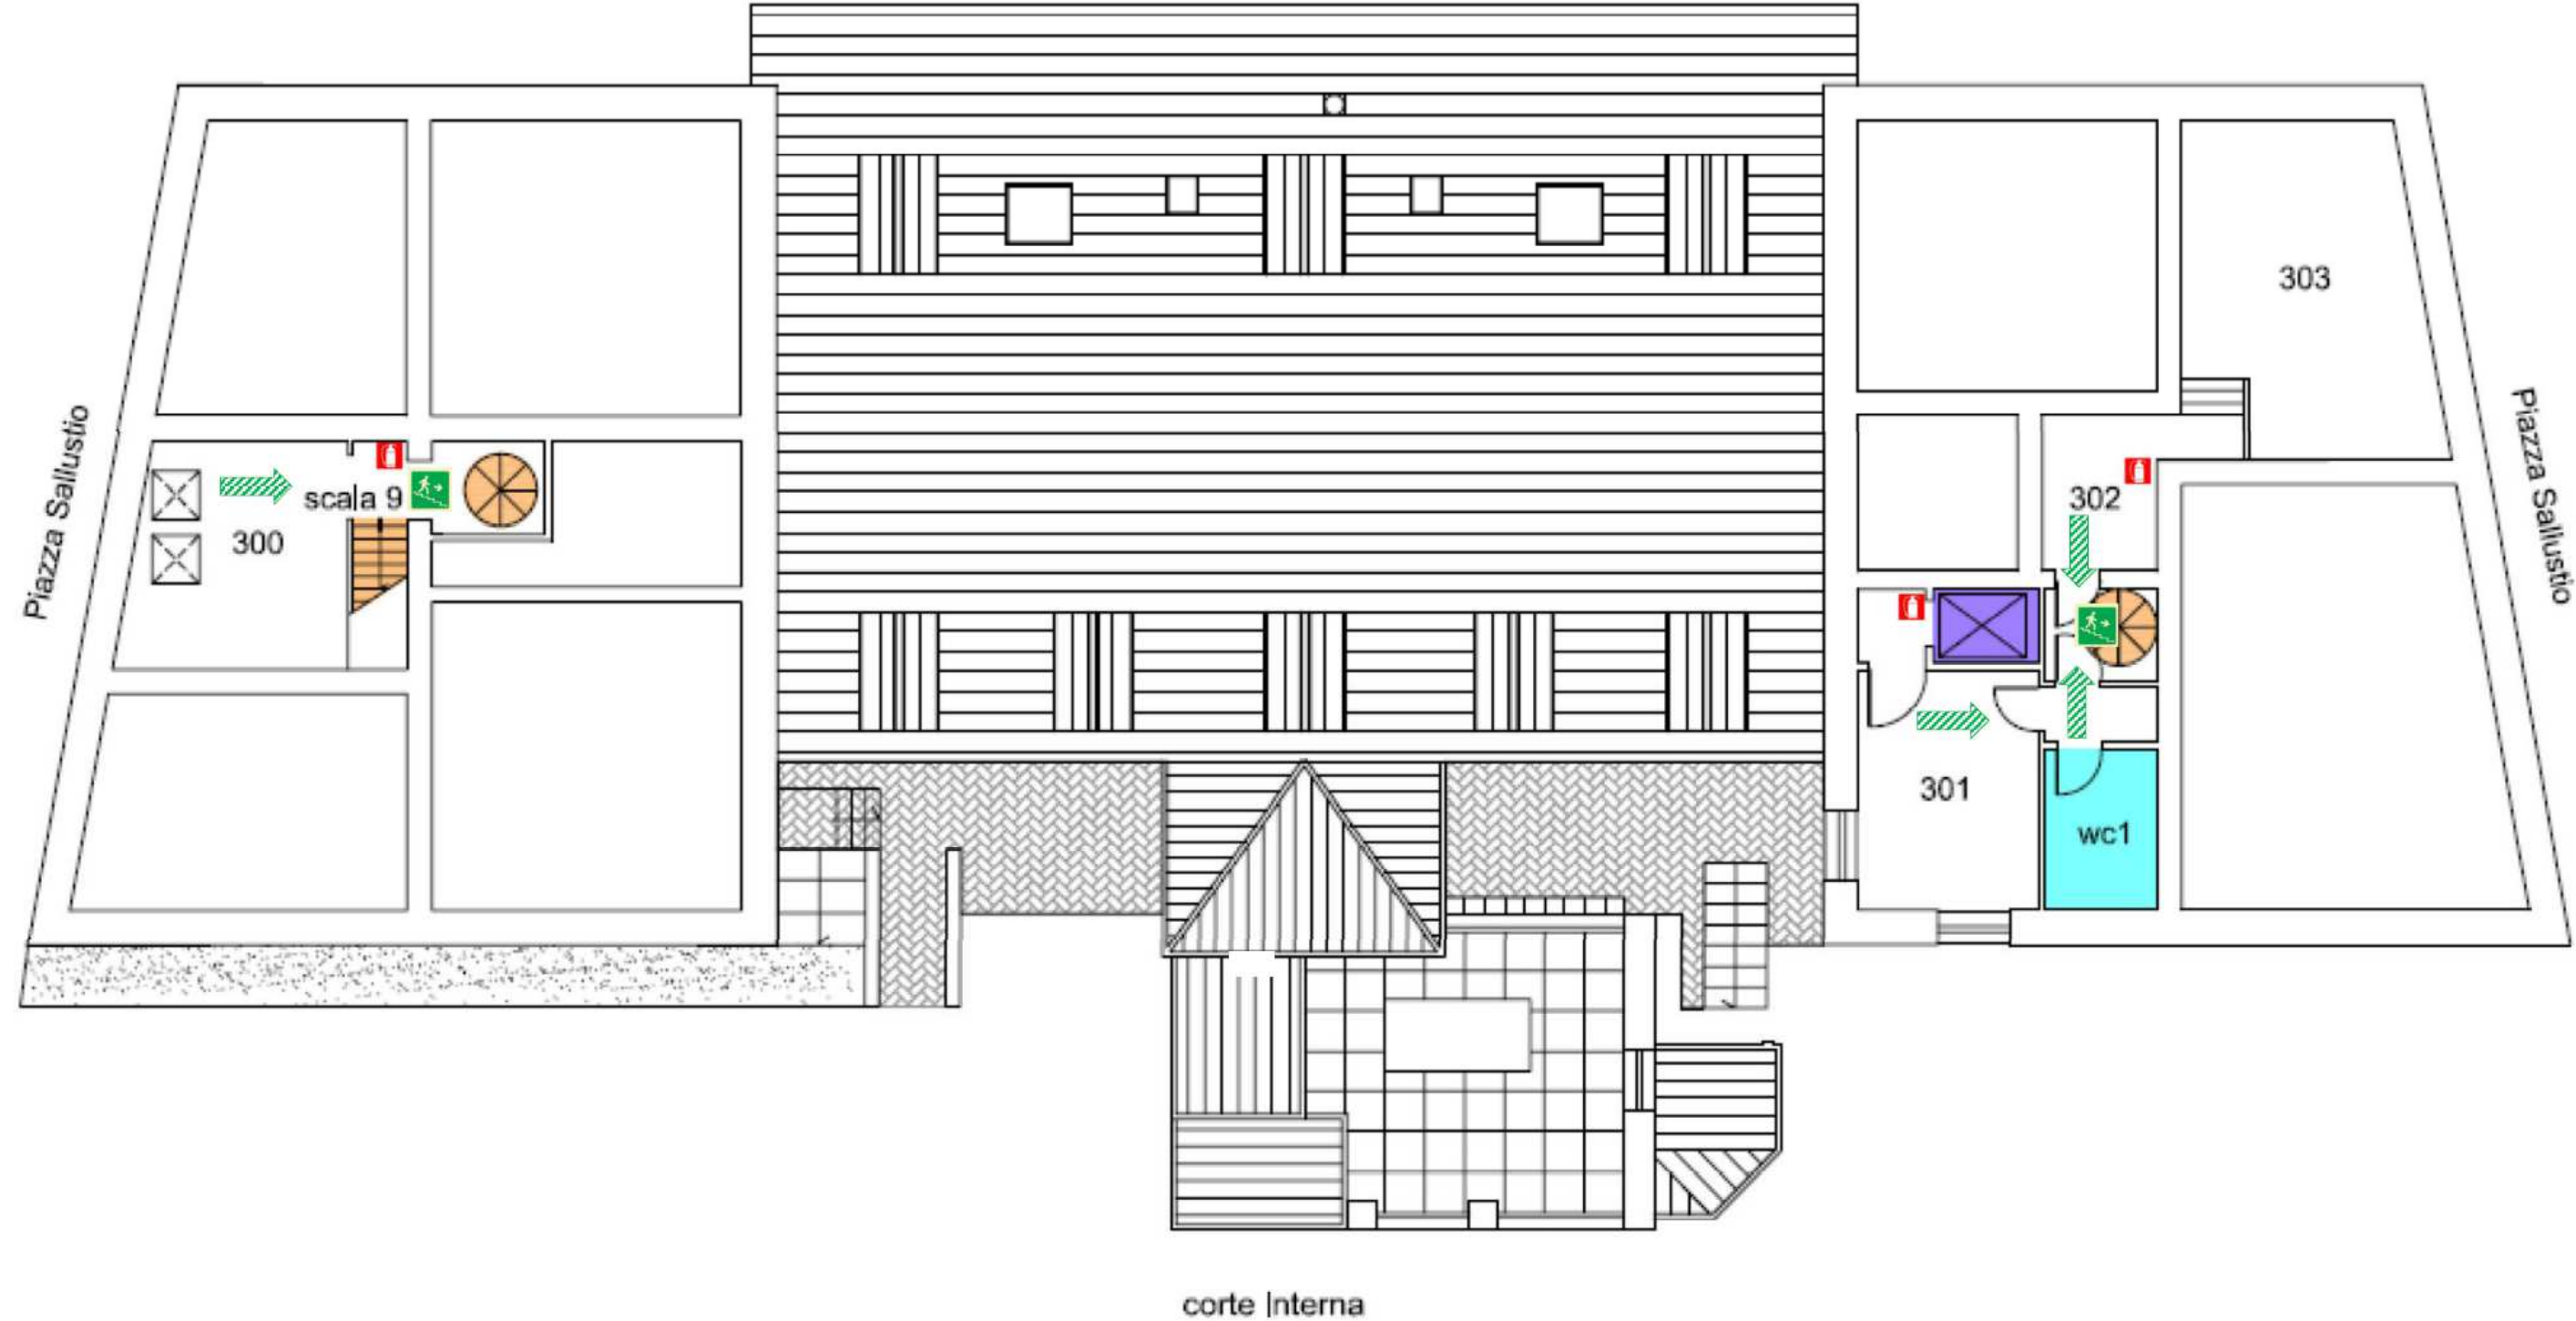 303
Piazza Sallustio
Piazza Sallustio
scala 9
302
300
301
wc1
corte Interna